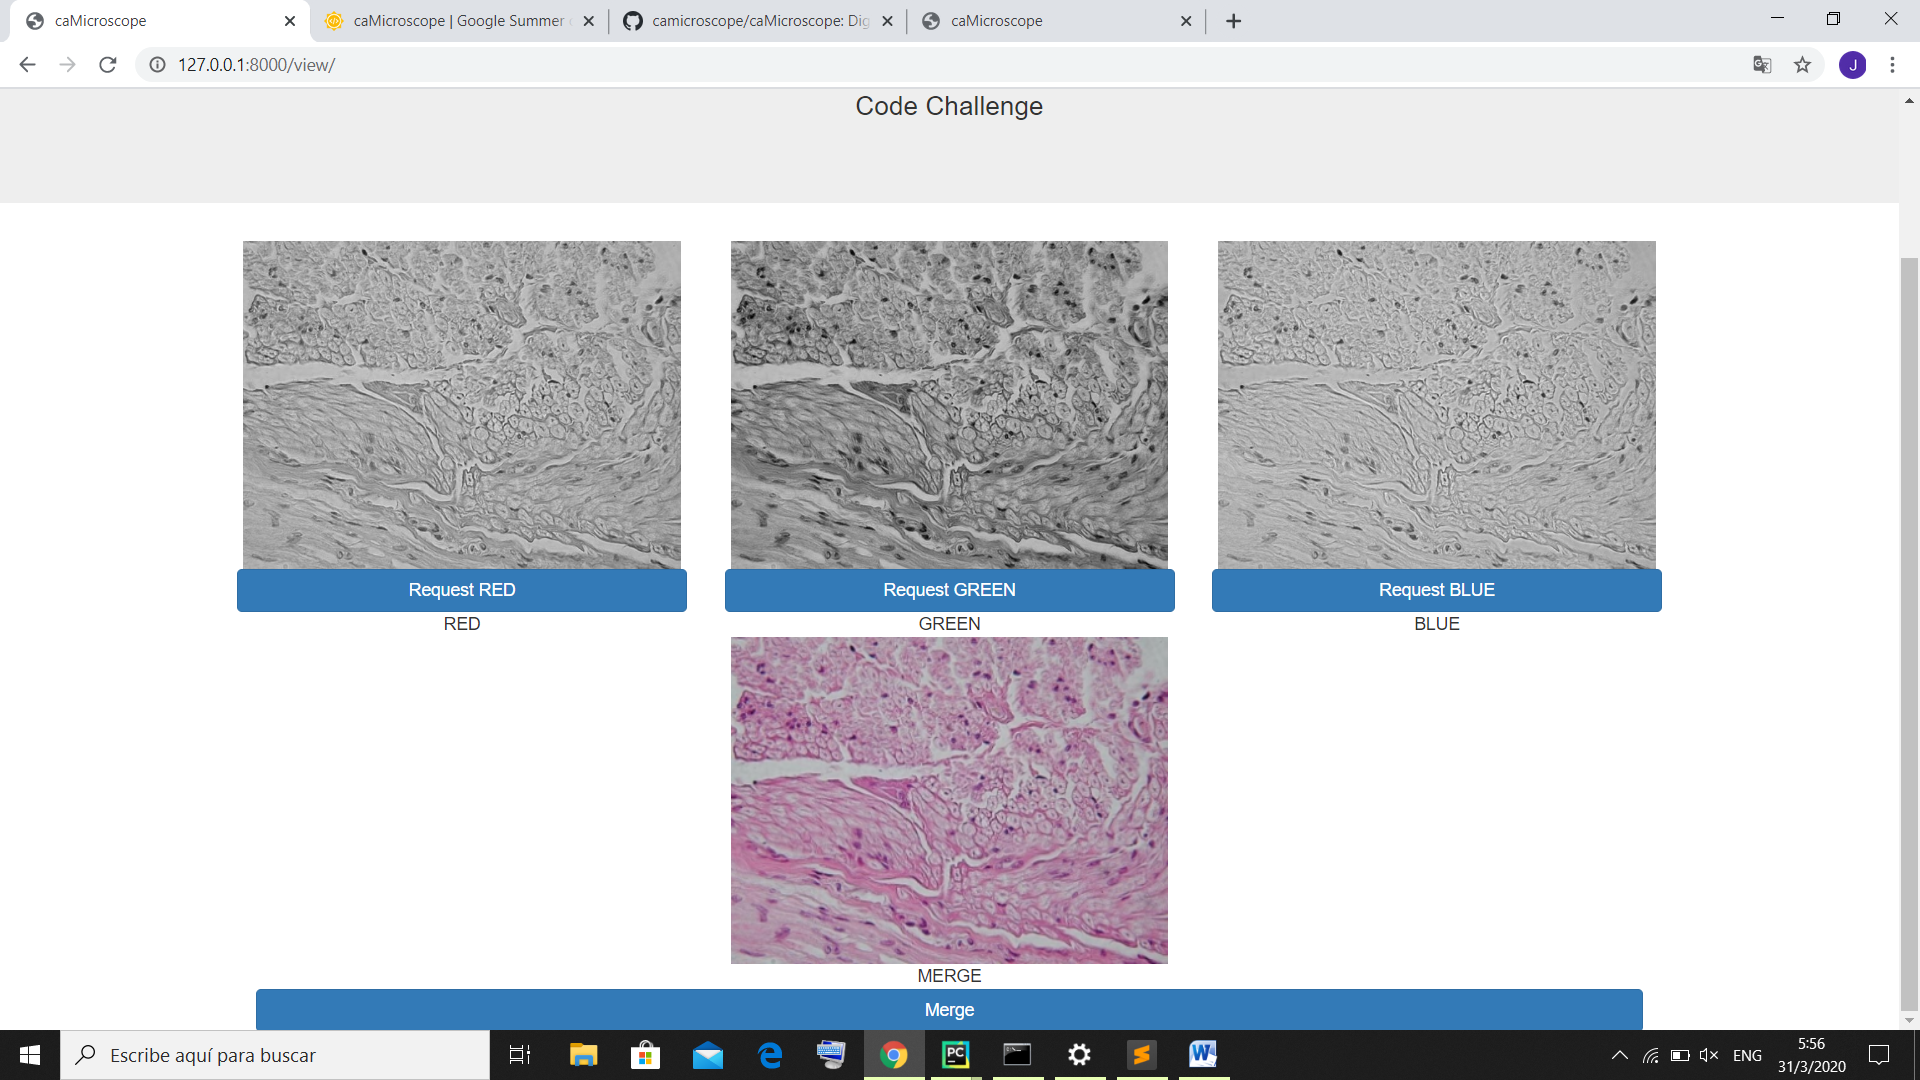 caMicroscope
caMicroscope | Google Summer
camicroscope/caMicroscope: Dig
caMicroscope
127.0.0.1:8000/view/
J
Code Challenge
Request RED
Request GREEN
Request BLUE
RED
GREEN
BLUE
MERGE
Merge
Escribe aquí para buscar
PC
W
ENG
5:56
31/3/2020